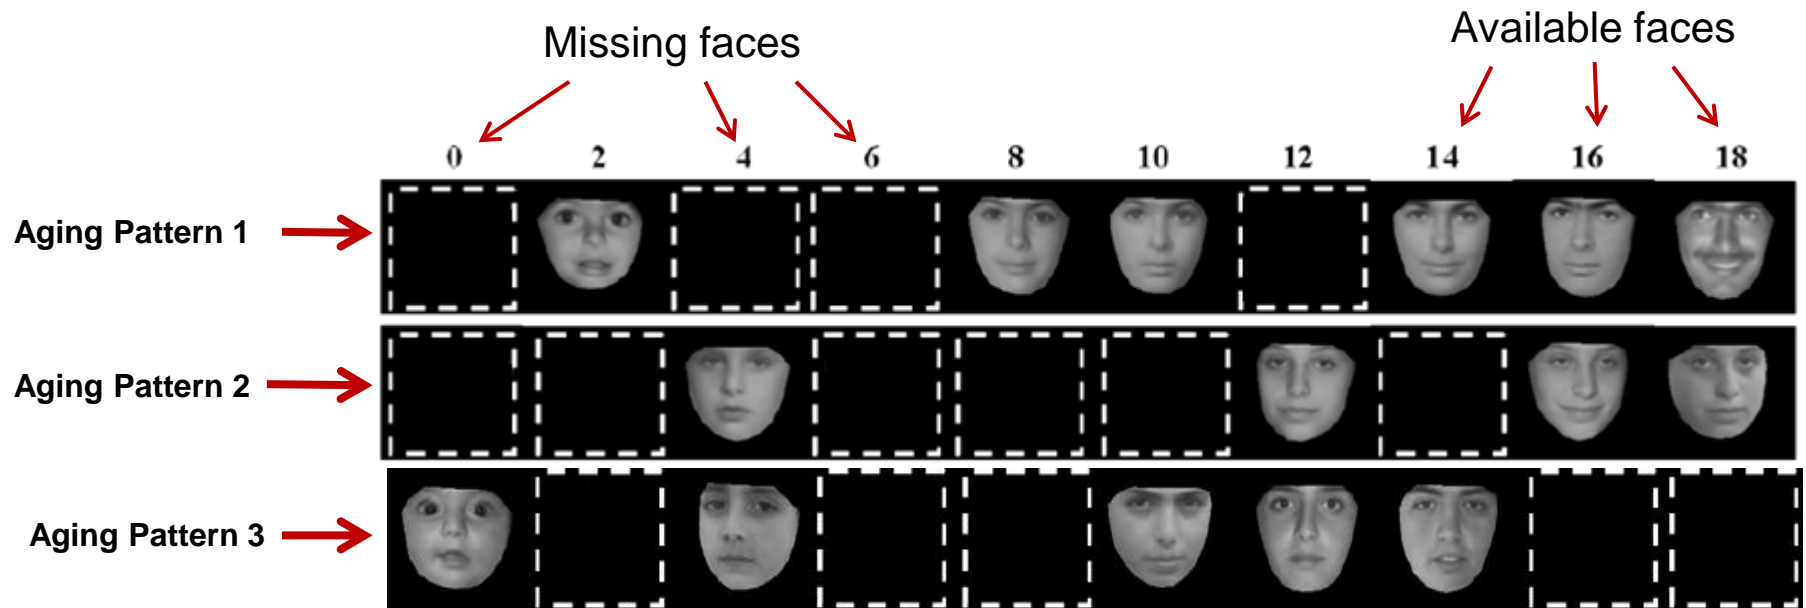 Missing faces
Available faces
0 2 4 6 8 10 12 14 16 18
Aging Pattern 1
Aging Pattern 2
Aging Pattern 3